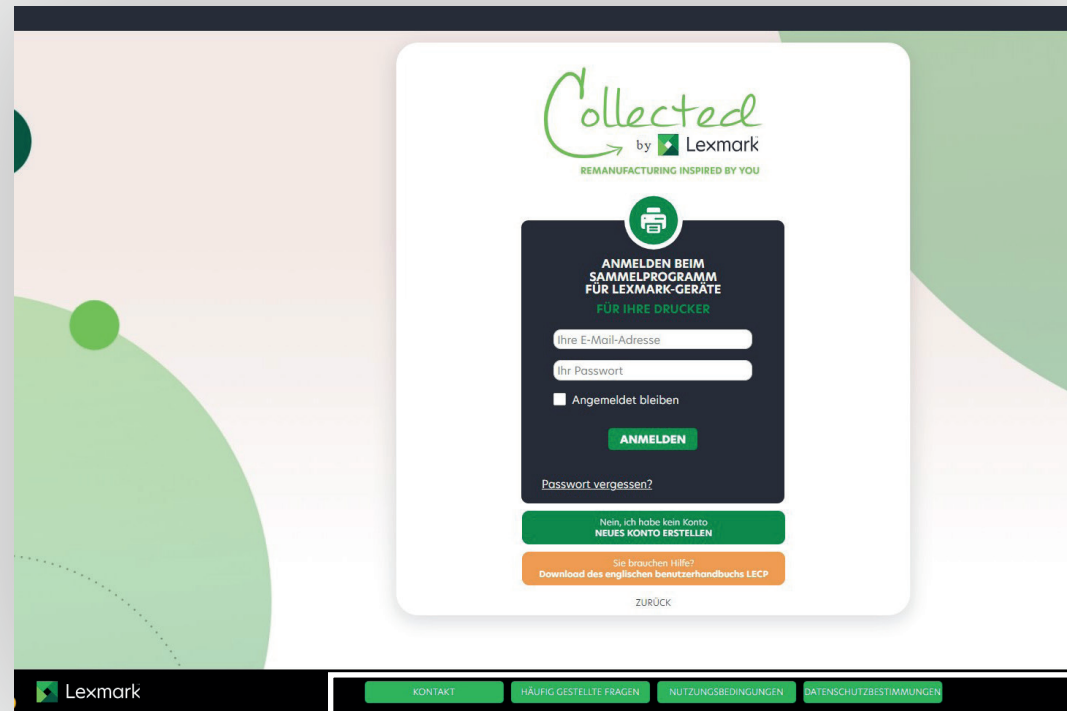 Collected
by Lexmark
REMANUFACTURING INSPIRED BY YOU
ANMELDEN BEIM
SAMMELPROGRAMM
FÜR LEXMARK-GERÄTE
FÜR IHRE DRUCKER
Ihre E-Mail-Adresse
Ihr Passwort
Angemeldet bleiben
ANMELDEN
Passwort vergessen?
Nein, ich habe kein Konto
NEUES KONTO ERSTELLEN
Sie brauchen Hilfe?
Download des englischen benutzerhandbuchs LECP
ZURÜCK
Lexmark
KONTAKT
HÄUFIG GESTELLTE FRAGEN
NUTZUNGSBEDINGUNGEN
DATENSCHUTZBESTIMMUNGEN